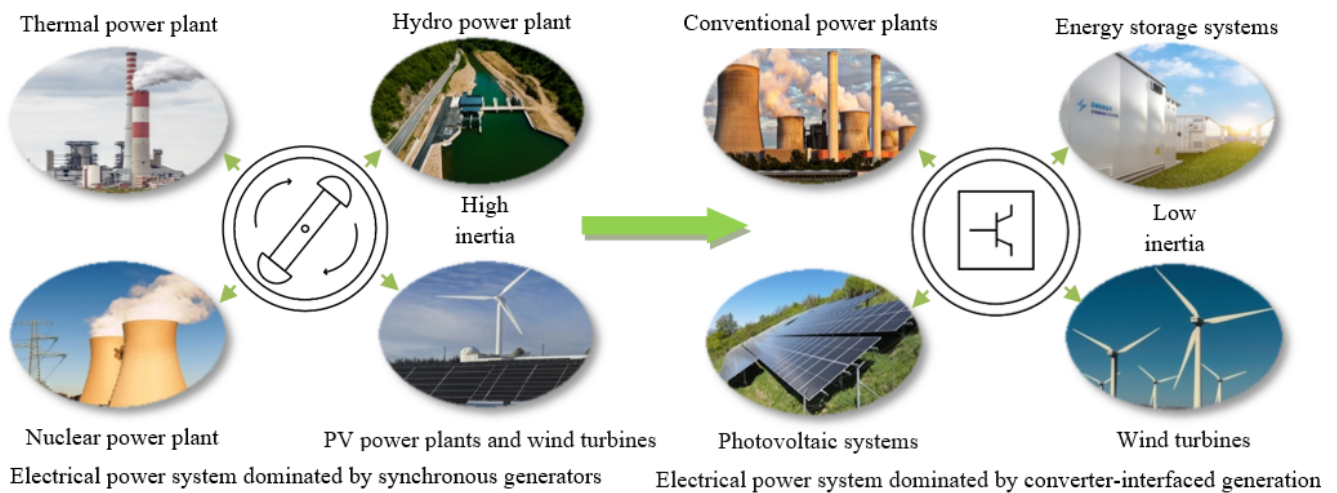 Thermal power plant
Hydro power plant
Conventional power plants
Energy storage systems
ENERGY
High
inertia
Low
inertia
Nuclear power plant
PV power plants and wind turbines
Photovoltaic systems
Wind turbines
Electrical power system dominated by synchronous generators
Electrical power system dominated by converter-interfaced generation